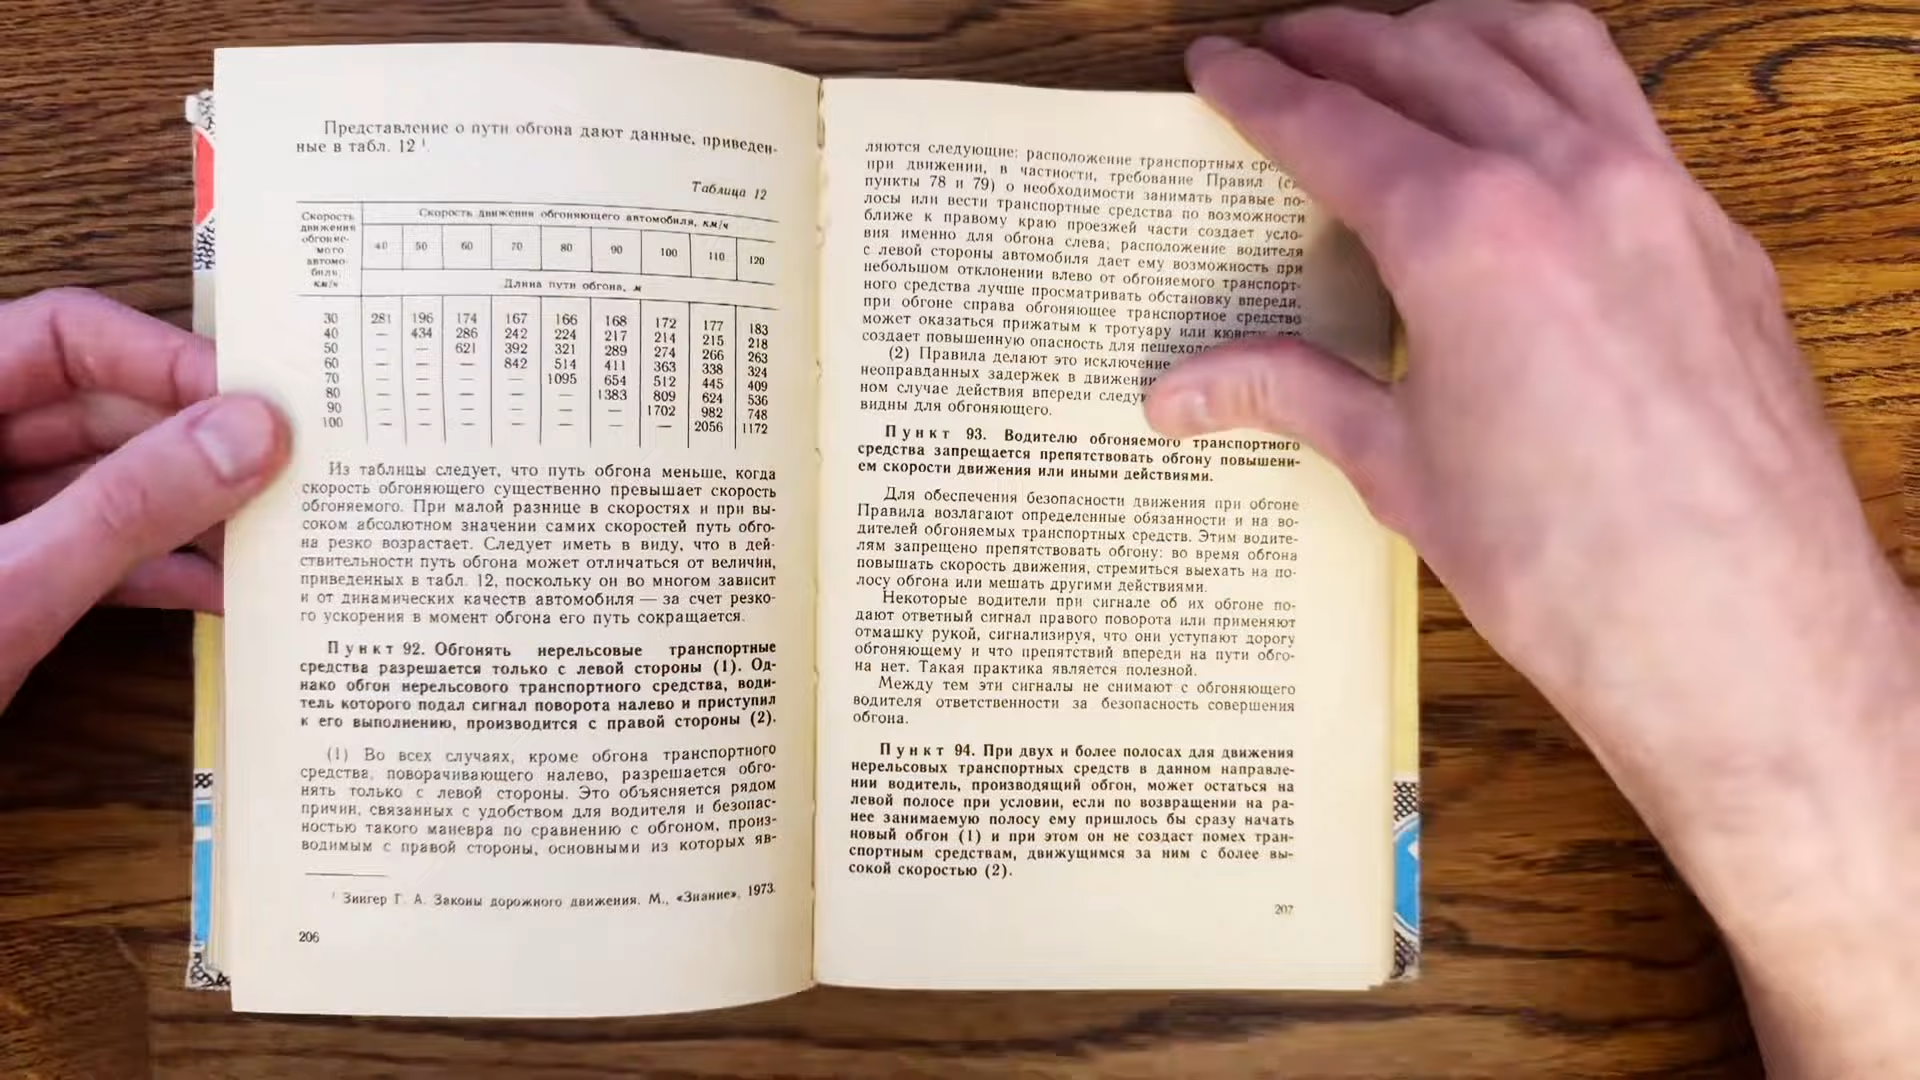 Представление о пути обгона дают данные, приведен-
ные в табл. 12 ¹.
Таблица 12
Скорость движения обгоняемого автомобиля, км/ч
Скорость движения обгоняющего автомобиля, км/ч
40 50 60 70 80 90 100 110 120
Длина пути обгона, м
30 281 196 174 167 166 168 172 177 183
40 — 434 286 242 224 217 214 215 218
50 — — 621 392 321 289 274 266 263
60 — — — 842 514 411 363 338 324
70 — — — — 1095 654 512 445 409
80 — — — — — 1383 809 624 536
90 — — — — — — 1702 982 748
100 — — — — — — — 2056 1172
Из таблицы следует, что путь обгона меньше, когда
скорость обгоняющего существенно превышает скорость
обгоняемого. При малой разнице в скоростях и при вы-
соком абсолютном значении самих скоростей путь обго-
на резко возрастает. Следует иметь в виду, что в дей-
ствительности путь обгона может отличаться от величин,
приведенных в табл. 12, поскольку он во многом зависит
и от динамических качеств автомобиля — за счет резко-
го ускорения в момент обгона его путь сокращается.
Пункт 92. Обгонять нерельсовые транспортные
средства разрешается только с левой стороны (1). Од-
нако обгон нерельсового транспортного средства, води-
тель которого подал сигнал поворота налево и приступил
к его выполнению, производится с правой стороны (2).
(1) Во всех случаях, кроме обгона транспортного
средства, поворачивающего налево, разрешается обго-
нять только с левой стороны. Это объясняется рядом
причин, связанных с удобством для водителя и безопас-
ностью такого маневра по сравнению с обгоном, произ-
водимым с правой стороны, основными из которых яв-
¹ Зингер Г. А. Законы дорожного движения. М., «Знание», 1973.
206
ляются следующие: расположение транспортных
при движении, в частности, требование Правил
пункты 78 и 79) о необходимости занимать правые по-
лосы или вести транспортные средства по возможности
ближе к правому краю проезжей части создает усло-
вия именно для обгона слева; расположение водителя
с левой стороны автомобиля дает ему возможность при
небольшом отклонении влево от обгоняемого транспорт-
ного средства лучше просматривать обстановку впереди;
при обгоне справа обгоняющее транспортное средство
может оказаться прижатым к тротуару или
создает повышенную опасность для
(2) Правила делают это исключение
неоправданных задержек в движении
ном случае действия впереди
видны для обгоняющего.
Пункт 93. Водителю обгоняемого транспортного
средства запрещается препятствовать обгону повышени-
ем скорости движения или иными действиями.
Для обеспечения безопасности движения при обгоне
Правила возлагают определенные обязанности и на во-
дителей обгоняемых транспортных средств. Этим водите-
лям запрещено препятствовать обгону: во время обгона
повышать скорость движения, стремиться выехать на по-
лосу обгона или мешать другими действиями.
Некоторые водители при сигнале об их обгоне по-
дают ответный сигнал правого поворота или применяют
отмашку рукой, сигнализируя, что они уступают дорогу
обгоняющему и что препятствий впереди на пути обго-
на нет. Такая практика является полезной.
Между тем эти сигналы не снимают с обгоняющего
водителя ответственности за безопасность совершения
обгона.
Пункт 94. При двух и более полосах для движения
нерельсовых транспортных средств в данном направле-
нии водитель, производящий обгон, может остаться на
левой полосе при условии, если по возвращении на ра-
нее занимаемую полосу ему пришлось бы сразу начать
новый обгон (1) и при этом он не создаст помех тран-
спортным средствам, движущимся за ним с более вы-
сокой скоростью (2).
207